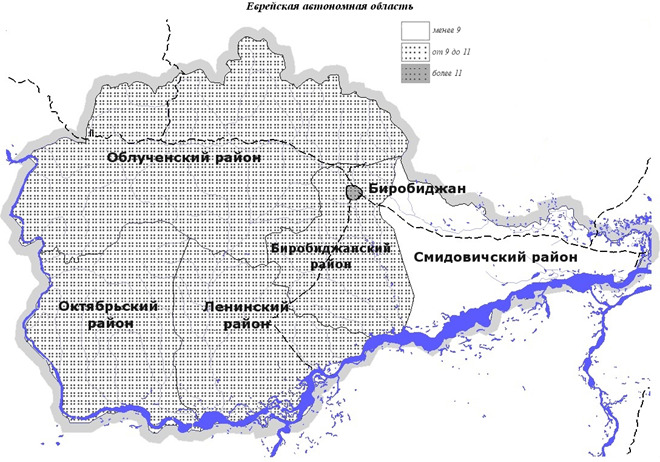 Еврейская автономная область
менее 9
от 9 до 11
более 11
Облученский район
Биробиджан
Биробиджанский
район
Смидовичский район
Октябрьский
район
Ленинский
район